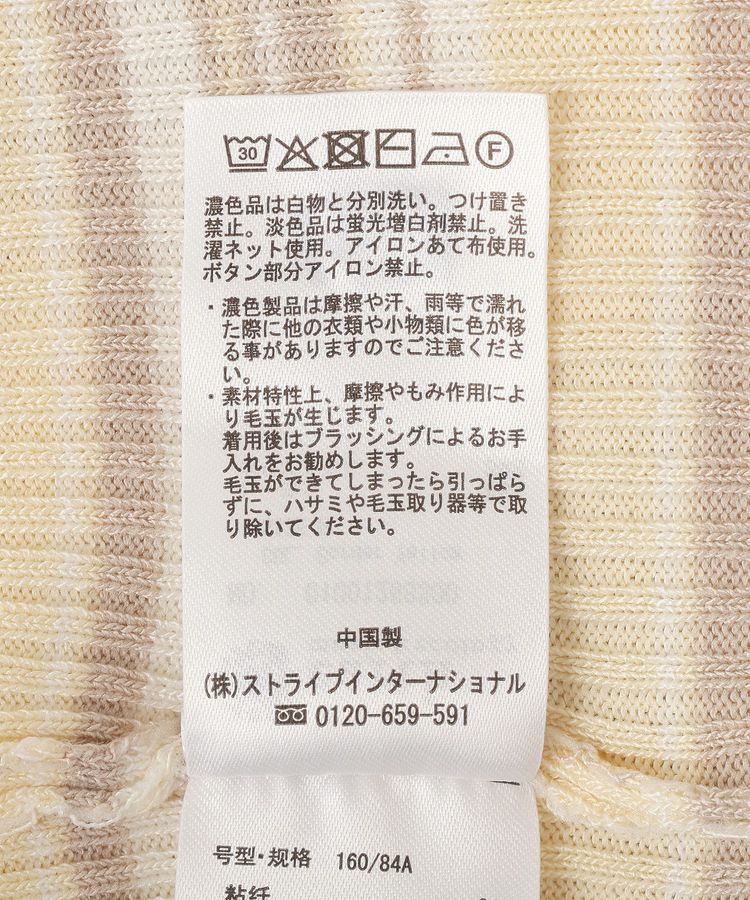 30 F
濃色品は白物と分別洗い。つけ置き
禁止。淡色品は蛍光増白剤禁止。洗
濯ネット使用。アイロンあて布使用。
ボタン部分アイロン禁止。
・濃色製品は摩擦や汗、雨等で濡れ
た際に他の衣類や小物類に色が移
る事がありますのでご注意くださ
い。
・素材特性上、摩擦やもみ作用によ
り毛玉が生じます。
着用後はブラッシングによるお手
入れをお勧めします。
毛玉ができてしまったら引っぱら
ずに、ハサミや毛玉取り器等で取
り除いてください。
中国製
(株)ストライプインターナショナル
0120-659-591
号型·规格 160/84A
粘纤